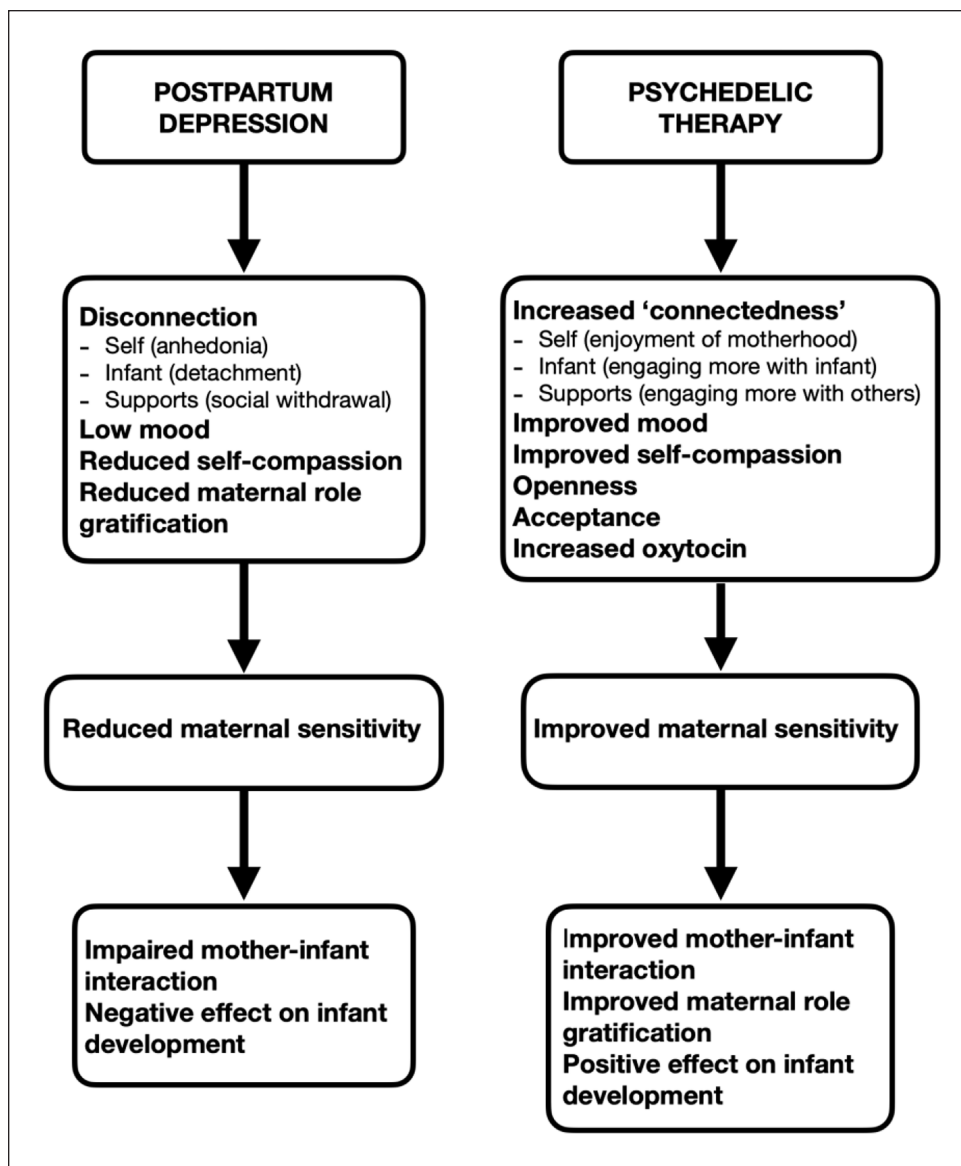 POSTPARTUM
DEPRESSION
Disconnection
- Self (anhedonia)
- Infant (detachment)
- Supports (social withdrawal)
Low mood
Reduced self-compassion
Reduced maternal role
gratification
Reduced maternal sensitivity
Impaired mother-infant
interaction
Negative effect on infant
development
PSYCHEDELIC
THERAPY
Increased ‘connectedness’
- Self (enjoyment of motherhood)
- Infant (engaging more with infant)
- Supports (engaging more with others)
Improved mood
Improved self-compassion
Openness
Acceptance
Increased oxytocin
Improved maternal sensitivity
Improved mother-infant
interaction
Improved maternal role
gratification
Positive effect on infant
development